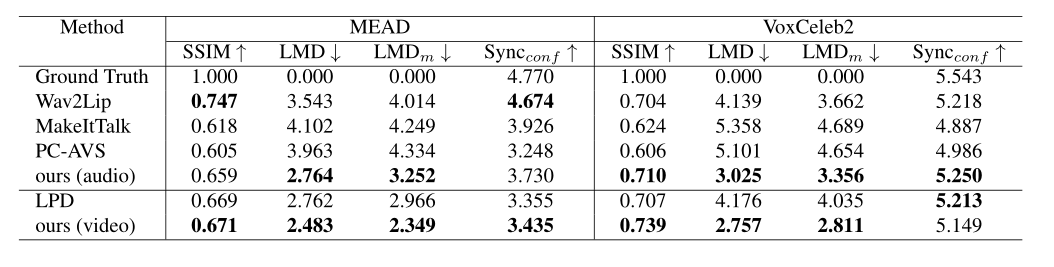 Method MEAD VoxCeleb2
SSIM ↑ LMD ↓ LMDm ↓ Syncconf ↑ SSIM ↑ LMD ↓ LMDm ↓ Syncconf ↑
Ground Truth 1.000 0.000 0.000 4.770 1.000 0.000 0.000 5.543
Wav2Lip 0.747 3.543 4.014 4.674 0.704 4.139 3.662 5.218
MakeItTalk 0.618 4.102 4.249 3.926 0.624 5.358 4.689 4.887
PC-AVS 0.605 3.963 4.334 3.248 0.606 5.101 4.654 4.986
ours (audio) 0.659 2.764 3.252 3.730 0.710 3.025 3.356 5.250
LPD 0.669 2.762 2.966 3.355 0.707 4.176 4.035 5.213
ours (video) 0.671 2.483 2.349 3.435 0.739 2.757 2.811 5.149